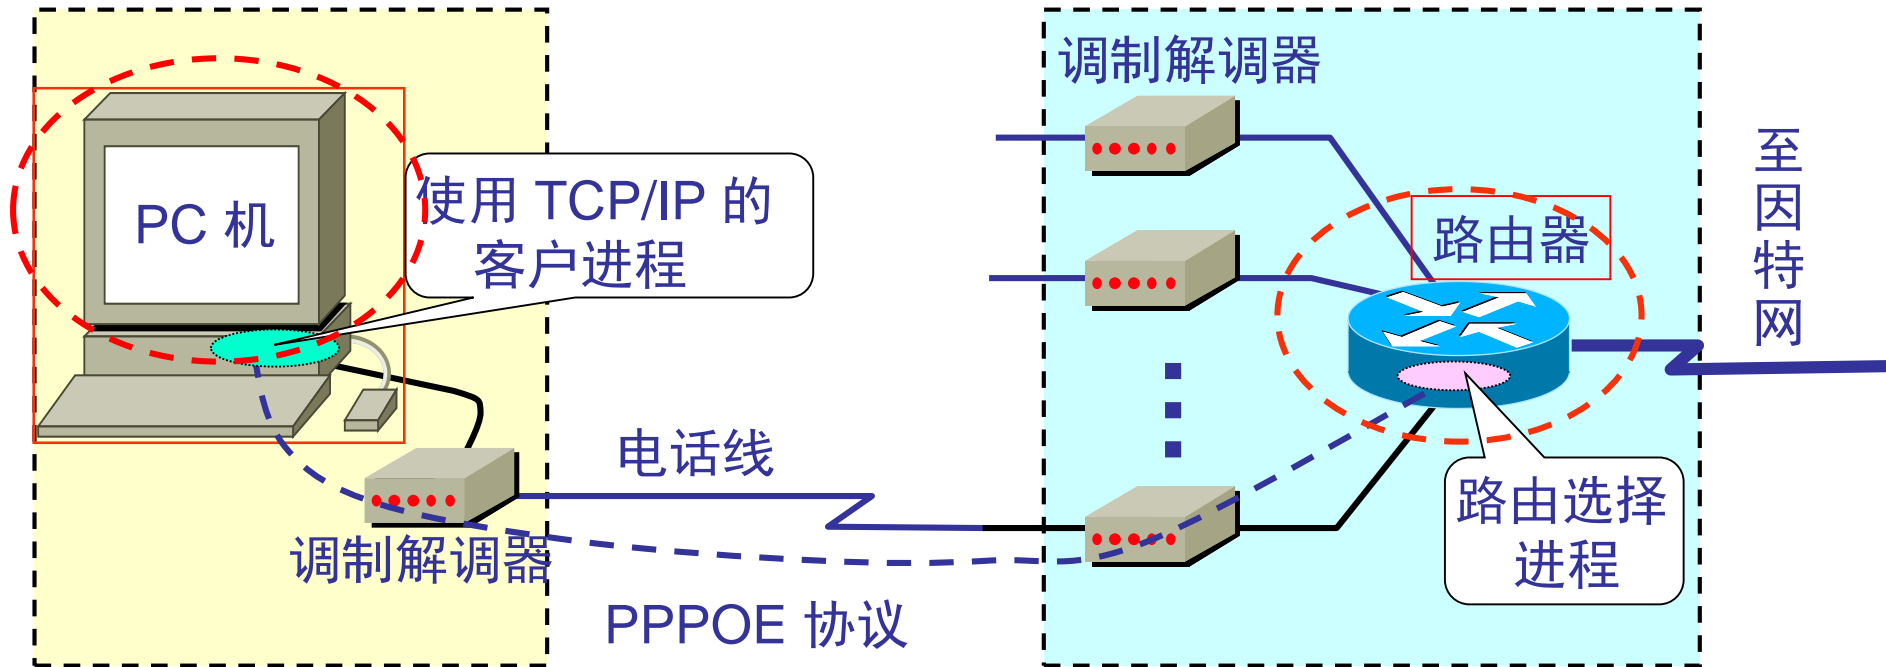 PC 机
使用 TCP/IP 的
客户进程
调制解调器
电话线
PPPOE 协议
调制解调器
路由器
路由选择
进程
至
因
特
网